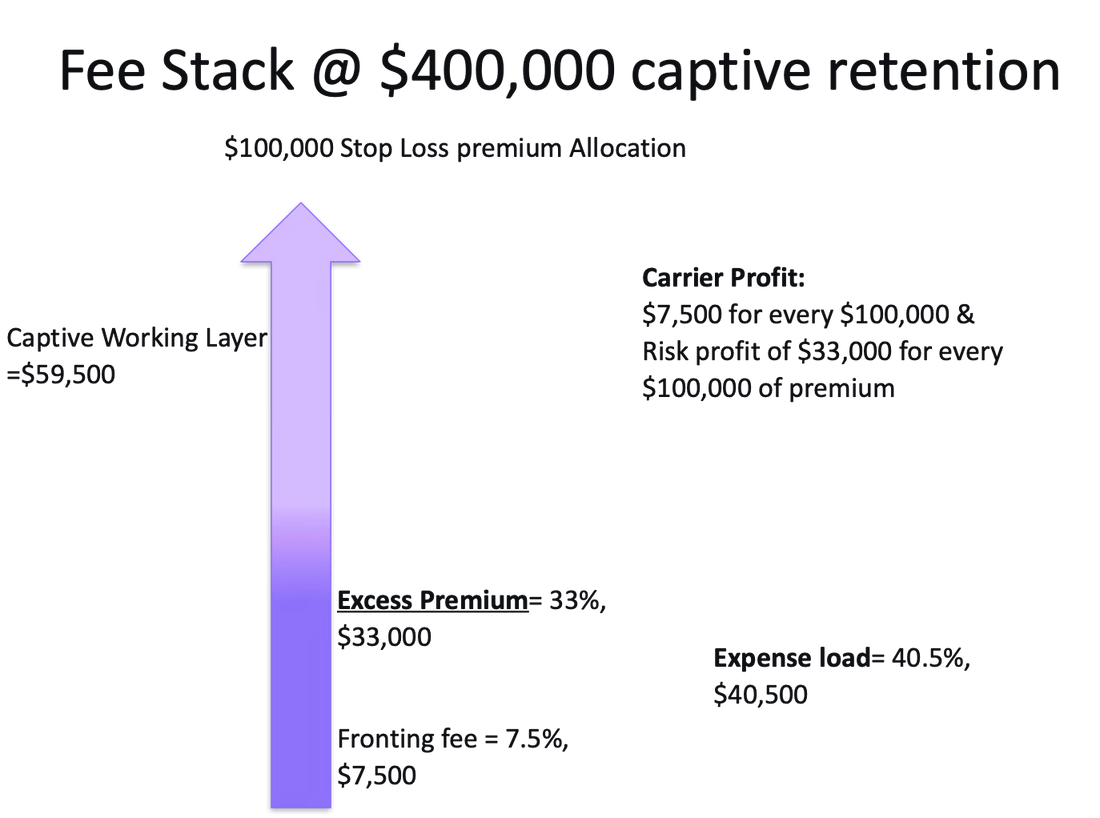 Fee Stack @ $400,000 captive retention
$100,000 Stop Loss premium Allocation
Carrier Profit:
$7,500 for every $100,000 &
Risk profit of $33,000 for every
$100,000 of premium
Captive Working Layer
=$59,500
Excess Premium= 33%,
$33,000
Expense load= 40.5%,
$40,500
Fronting fee = 7.5%,
$7,500